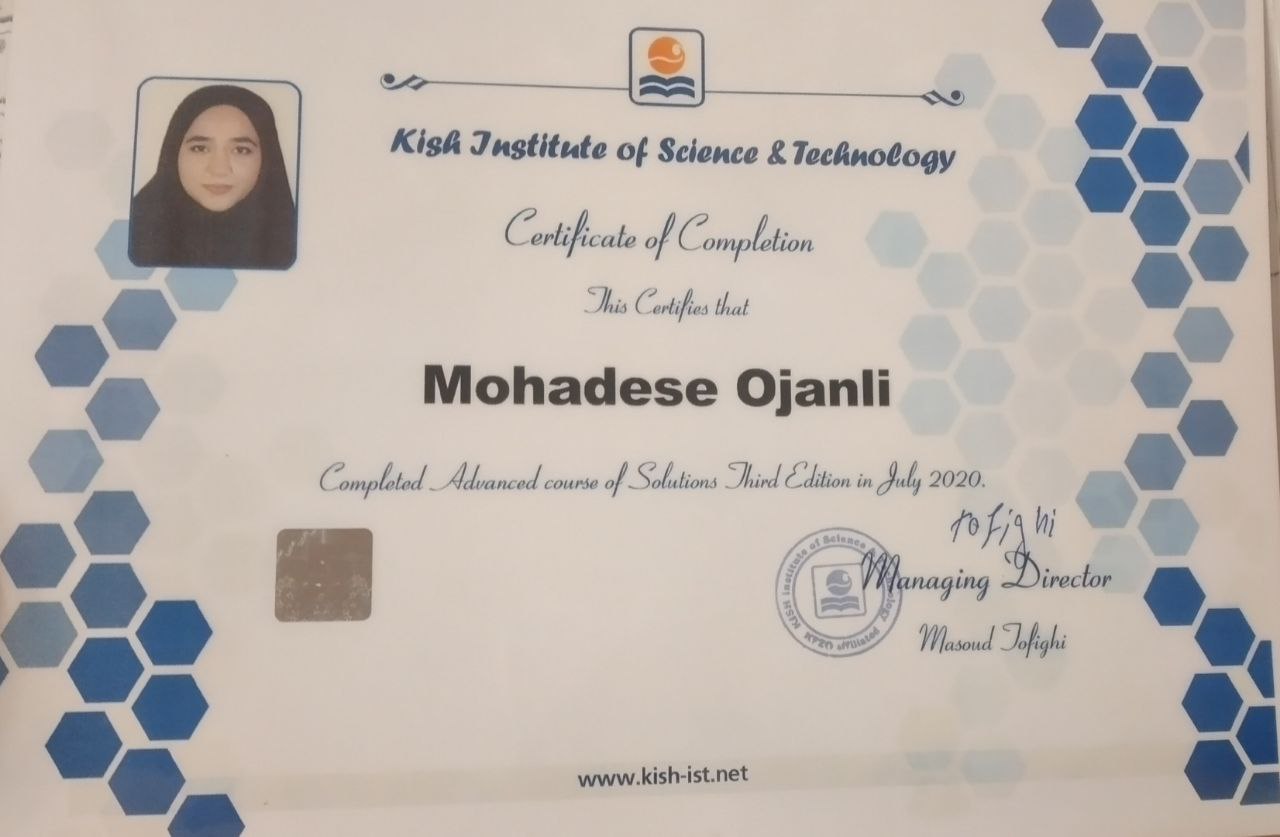 Kish Institute of Science & Technology
Certificate of Completion
This Certifies that
Mohadese Ojanli
Completed Advanced course of Solutions Third Edition in July 2020.
Tofighi
KISH institute of Science & Technology
KFZO affiliated
Managing Director
Masoud Tofighi
www.kish-ist.net